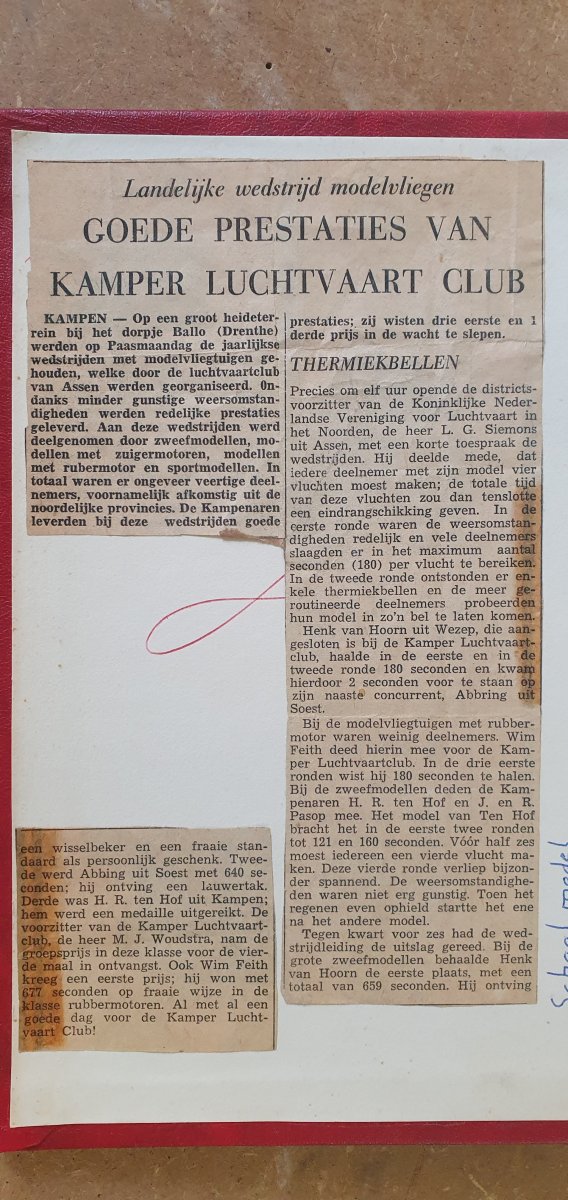 Landelijke wedstrijd modelvliegen
GOEDE PRESTATIES VAN
KAMPER LUCHTVAART CLUB
KAMPEN — Op een groot heideter-
rein bij het dorpje Ballo (Drenthe)
werden op Paasmaandag de jaarlijkse
wedstrijden met modelvliegtuigen ge-
houden, welke door de luchtvaartclub
van Assen werden georganiseerd. On-
danks minder gunstige weersomstan-
digheden werden redelijke prestaties
geleverd. Aan deze wedstrijden werd
deelgenomen door zweefmodellen, mo-
dellen met zuigermotoren, modellen
met rubermotor en sportmodellen. In
totaal waren er ongeveer veertig deel-
nemers, voornamelijk afkomstig uit de
noordelijke provincies. De Kampenaren
leverden bij deze wedstrijden goede
prestaties; zij wisten drie eerste en 1
derde prijs in de wacht te slepen.
THERMIEKBELLEN
Precies om elf uur opende de districts-
voorzitter van de Koninklijke Neder-
landse Vereniging voor Luchtvaart in
het Noorden, de heer L. G. Siemons
uit Assen, met een korte toespraak de
wedstrijden. Hij deelde mede, dat
iedere deelnemer met zijn model vier
vluchten moest maken; de totale tijd
van deze vluchten zou dan tenslotte
een eindrangschikking geven. In de
eerste ronde waren de weersomstan-
digheden redelijk en vele deelnemers
slaagden er in het maximum aantal
seconden (180) per vlucht te bereiken.
In de tweede ronde ontstonden er en-
kele thermiekbellen en de meer ge-
routineerde deelnemers probeerden
hun model in zo'n bel te laten komen.
Henk van Hoorn uit Wezep, die aan-
gesloten is bij de Kamper Luchtvaart-
club, haalde in de eerste en in de
tweede ronde 180 seconden en kwam
hierdoor 2 seconden voor te staan op
zijn naaste concurrent, Abbring uit
Soest.
Bij de modelvliegtuigen met rubber-
motor waren weinig deelnemers. Wim
Feith deed hierin mee voor de Kam-
per Luchtvaartclub. In de drie eerste
ronden wist hij 180 seconden te halen.
Bij de zweefmodellen deden de Kam-
penaren H. R. ten Hof en J. en R.
Pasop mee. Het model van Ten Hof
bracht het in de eerste twee ronden
tot 121 en 160 seconden. Vóór half zes
moest iedereen een vierde vlucht ma-
ken. Deze vierde ronde verliep bijzon-
der spannend. De weersomstandighe-
den waren niet erg gunstig. Toen het
regenen even ophield startte het ene
na het andere model.
Tegen kwart voor zes had de wed-
strijdleiding de uitslag gereed. Bij de
grote zweefmodellen behaalde Henk
van Hoorn de eerste plaats, met een
totaal van 659 seconden. Hij ontving
een wisselbeker en een fraaie stan-
daard als persoonlijk geschenk. Twee-
de werd Abbing uit Soest met 640 se-
conden; hij ontving een lauwertak.
Derde was H. R. ten Hof uit Kampen;
hem werd een medaille uitgereikt. De
voorzitter van de Kamper Luchtvaart-
club, de heer M. J. Woudstra, nam de
groepsprijs in deze klasse voor de vier-
de maal in ontvangst. Ook Wim Feith
kreeg een eerste prijs; hij won met
677 seconden op fraaie wijze in de
klasse rubbermotoren. Al met al een
goede dag voor de Kamper Lucht-
vaart Club!